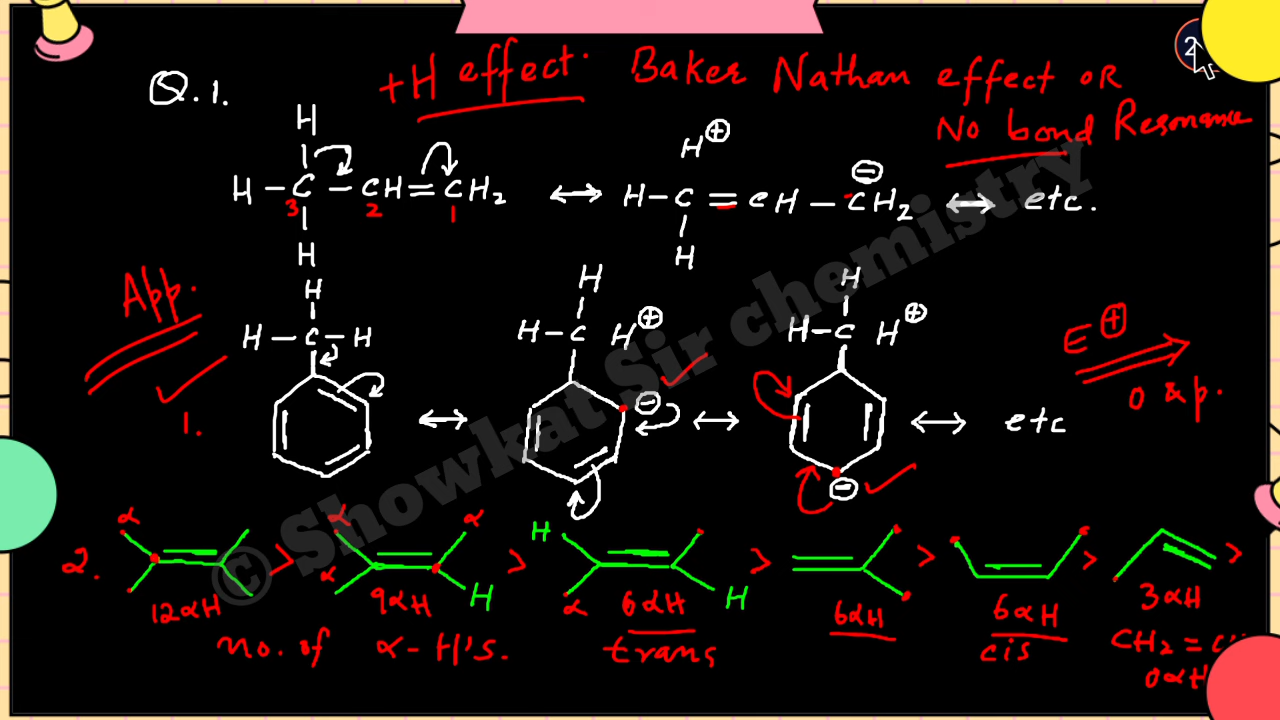 2
Q.1.
+H effect. Baker Nathan effect OR
No bond Resonance
H
H – C – CH = CH₂ ↔ H – C = CH – CH₂ ↔ etc.
3 2 1
H ⊕ ⊖
H
H
App.
1.
H
H – C – H
↔
H
H – C H ⊕
⊖
↔
H
H – C H ⊕
⊖
↔ etc
E ⊕
o & p.
2.
α α α H H α H
> > > > > >
12αH 9αH 6αH 6αH 6αH 3αH
no. of α-H's. trans cis CH₂ =
0αH
© Showkat Sir chemistry